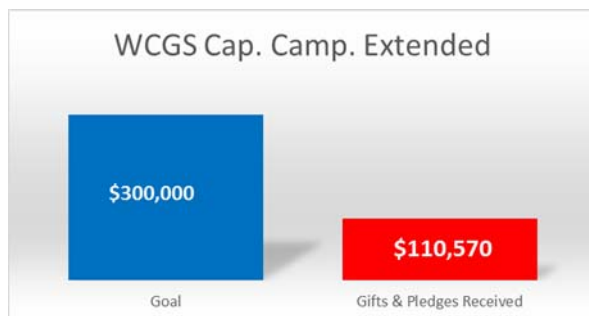 WCGS Cap. Camp. Extended
$300,000
$110,570
Goal
Gifts & Pledges Received